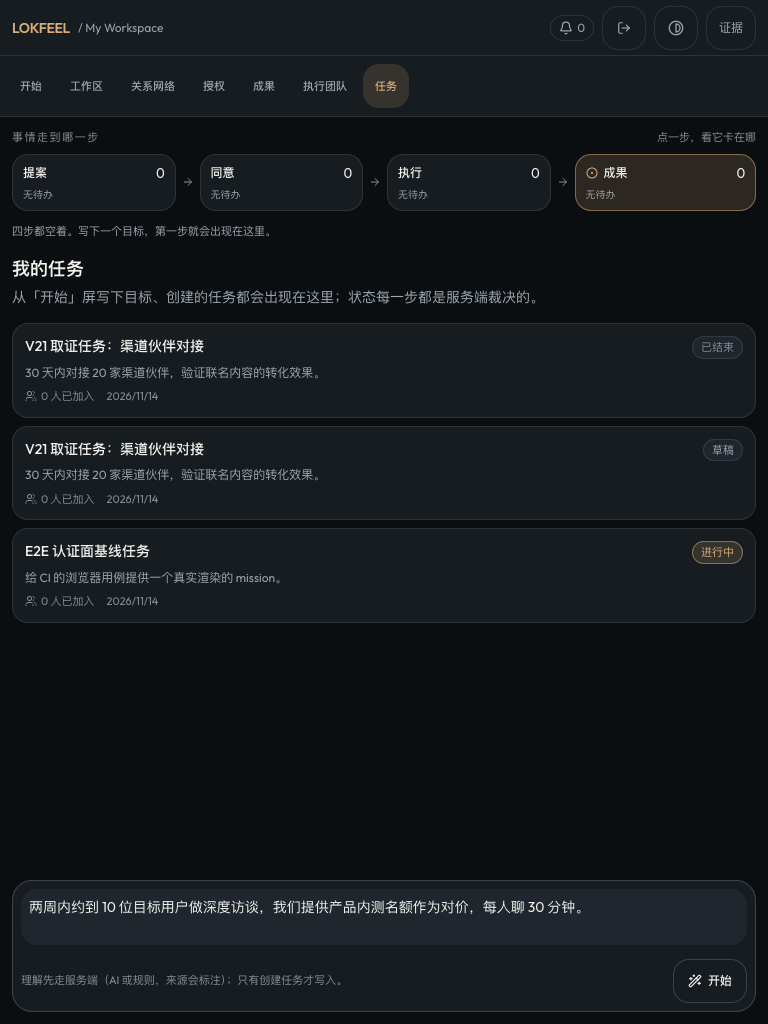 LOKFEEL / My Workspace 0 证据
开始 工作区 关系网络 授权 成果 执行团队 任务
事情走到哪一步 点一步，看它卡在哪
提案 0 同意 0 执行 0 成果 0
无待办 无待办 无待办 无待办
四步都空着。写下一个目标，第一步就会出现在这里。
我的任务
从「开始」屏写下目标、创建的任务都会出现在这里；状态每一步都是服务端裁决的。
V21 取证任务：渠道伙伴对接 已结束
30 天内对接 20 家渠道伙伴，验证联名内容的转化效果。
0 人已加入 2026/11/14
V21 取证任务：渠道伙伴对接 草稿
30 天内对接 20 家渠道伙伴，验证联名内容的转化效果。
0 人已加入 2026/11/14
E2E 认证面基线任务 进行中
给 CI 的浏览器用例提供一个真实渲染的 mission。
0 人已加入 2026/11/14
两周内约到 10 位目标用户做深度访谈，我们提供产品内测名额作为对价，每人聊 30 分钟。
理解先走服务端（AI 或规则，来源会标注）；只有创建任务才写入。 开始